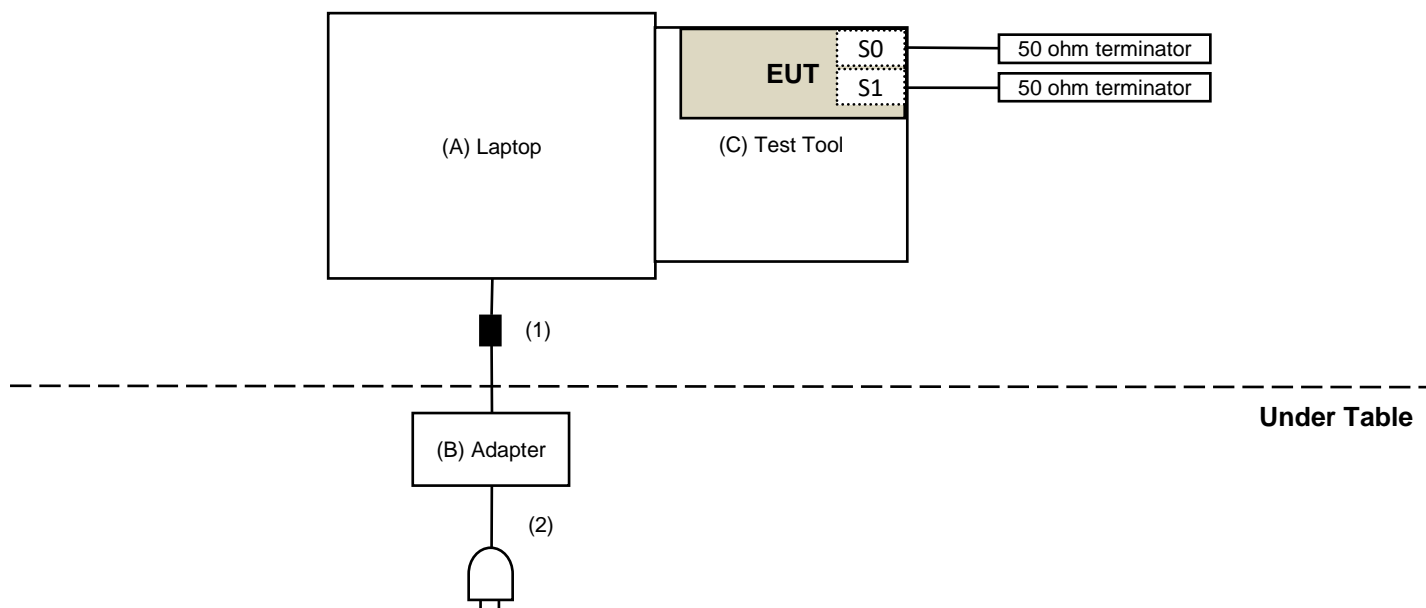 S0
50 ohm terminator
EUT
S1
50 ohm terminator
(A) Laptop
(C) Test Tool
(1)
Under Table
(B) Adapter
(2)